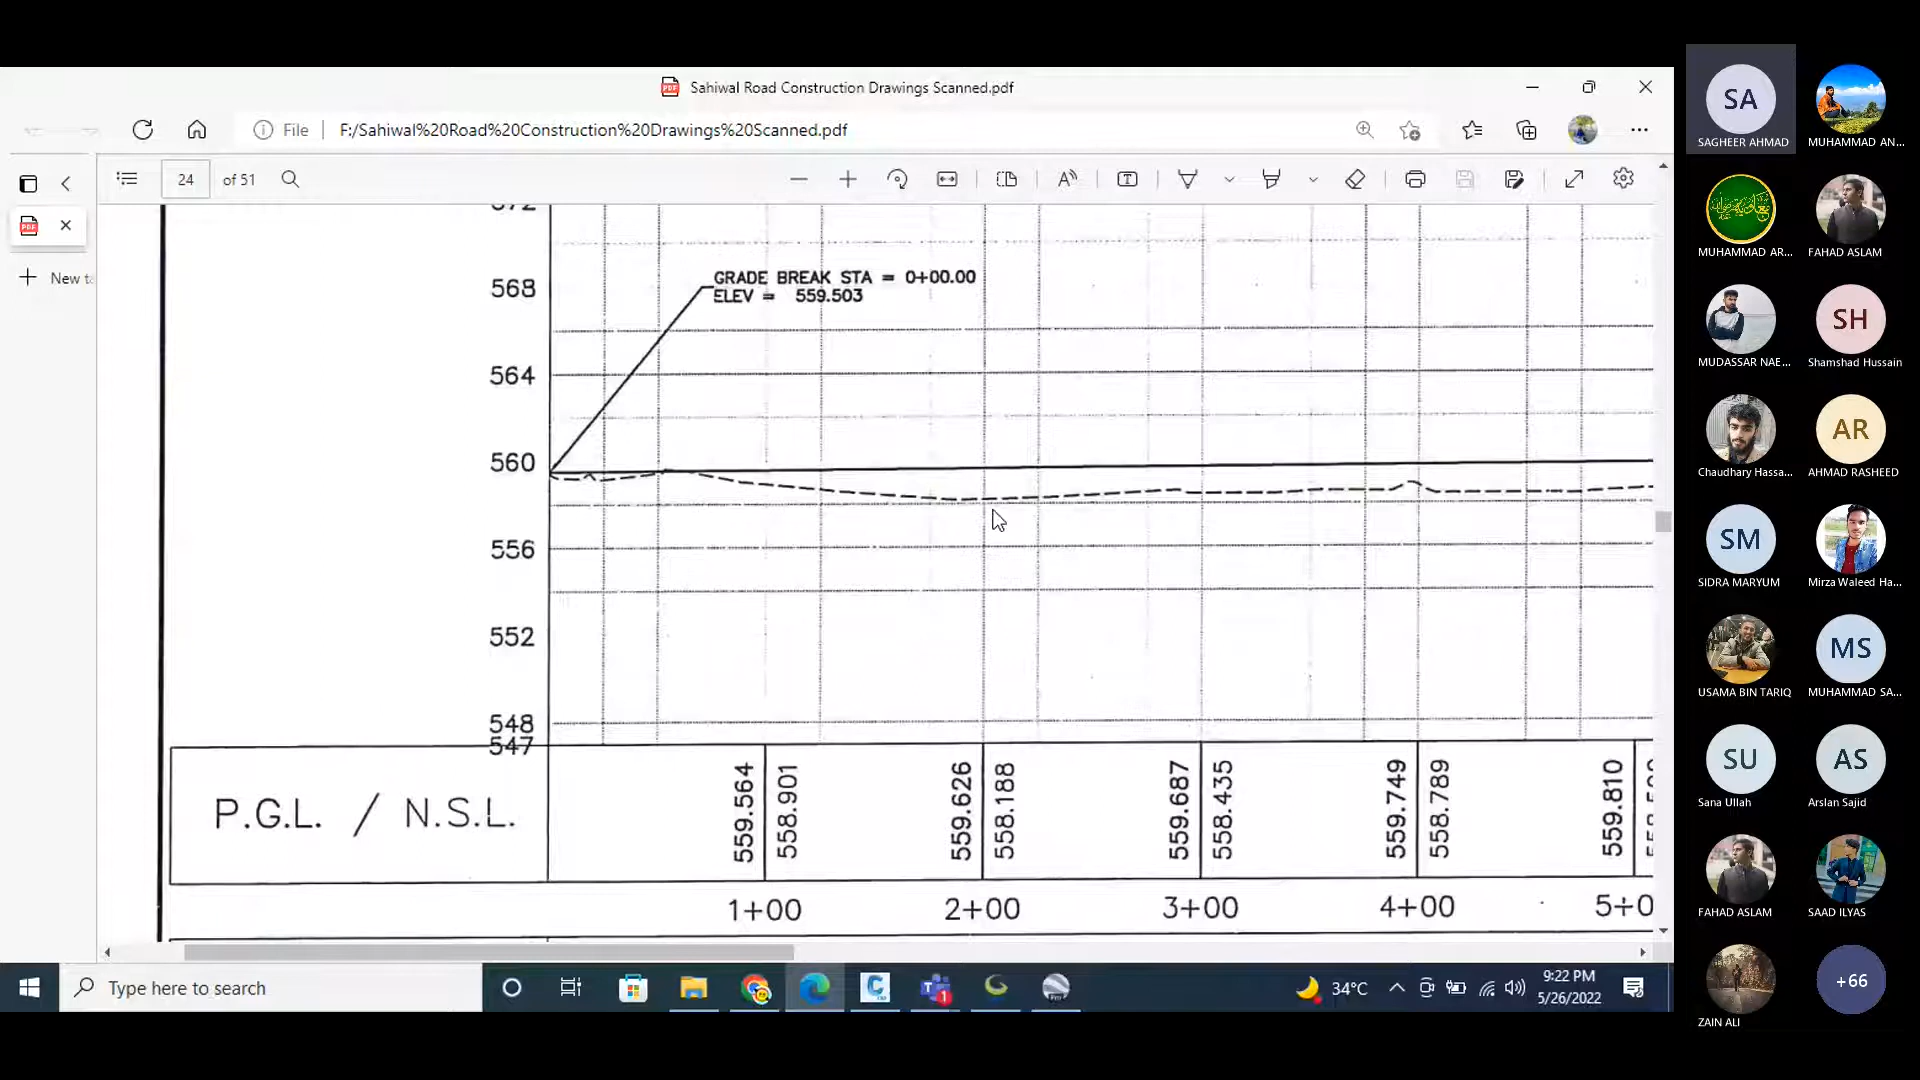 Sahiwal Road Construction Drawings Scanned.pdf
File
F:/Sahiwal%20Road%20Construction%20Drawings%20Scanned.pdf
24 of 51
New t
572
GRADE BREAK STA = 0+00.00
ELEV = 559.503
568
564
560
556
552
548
547
P.G.L. / N.S.L.
559.564
558.901
559.626
558.188
559.687
558.435
559.749
558.789
559.810
1+00
2+00
3+00
4+00
5+0
Type here to search
1
34°C
9:22 PM
5/26/2022
SA
SAGHEER AHMAD
MUHAMMAD AN...
MUHAMMAD AR...
FAHAD ASLAM
MUDASSAR NAE...
SH
Shamshad Hussain
Chaudhary Hassa...
AR
AHMAD RASHEED
SM
SIDRA MARYUM
Mirza Waleed Ha...
USAMA BIN TARIQ
MS
MUHAMMAD SA...
SU
Sana Ullah
AS
Arslan Sajid
FAHAD ASLAM
SAAD ILYAS
ZAIN ALI
+66